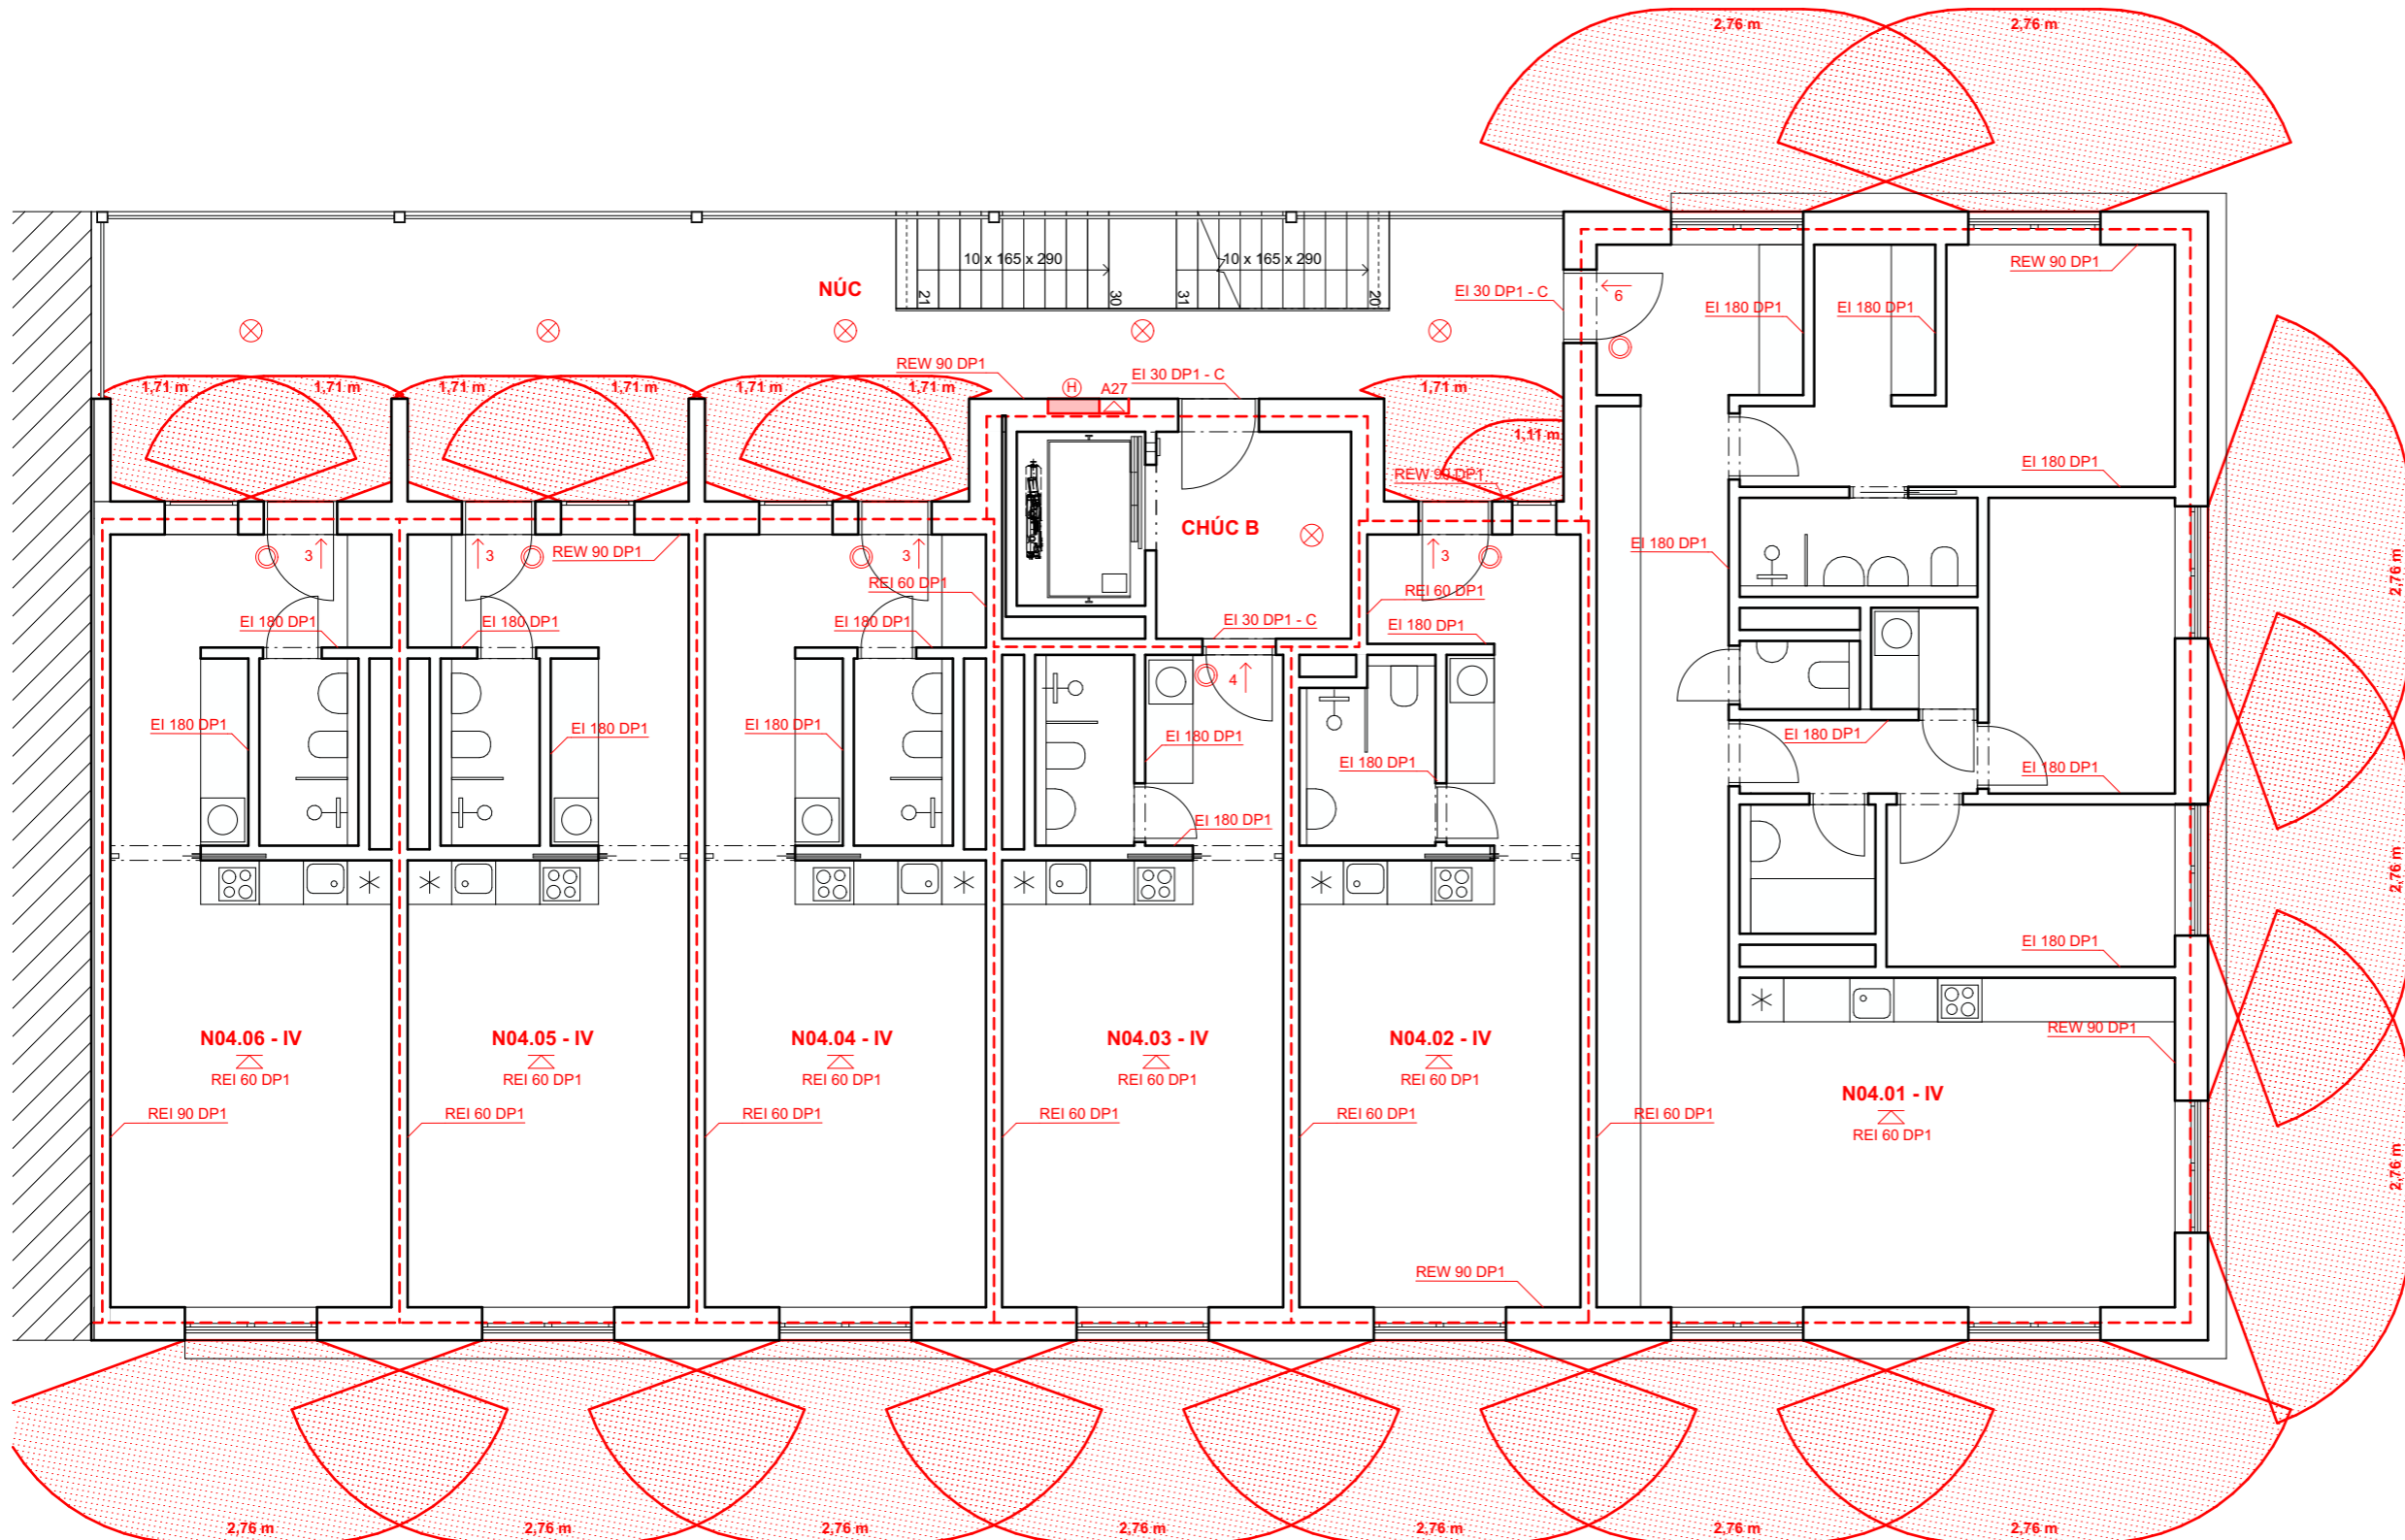 2,76 m
2,76 m
10 x 165 x 290
10 x 165 x 290
21
30
31
20
NÚC
EI 30 DP1 - C
6
REW 90 DP1
EI 180 DP1
EI 180 DP1
REW 90 DP1
EI 30 DP1 - C
H
A27
1,71 m
1,71 m
1,71 m
1,71 m
1,71 m
1,71 m
1,71 m
1,11 m
REW 90 DP1
EI 180 DP1
CHÚC B
3
3
REW 90 DP1
3
3
EI 180 DP1
2,76 m
REI 60 DP1
REI 60 DP1
EI 180 DP1
EI 180 DP1
EI 180 DP1
EI 30 DP1 - C
EI 180 DP1
4
EI 180 DP1
EI 180 DP1
EI 180 DP1
EI 180 DP1
EI 180 DP1
EI 180 DP1
EI 180 DP1
EI 180 DP1
2,76 m
EI 180 DP1
N04.06 - IV
REI 60 DP1
N04.05 - IV
REI 60 DP1
N04.04 - IV
REI 60 DP1
N04.03 - IV
REI 60 DP1
N04.02 - IV
REI 60 DP1
REW 90 DP1
N04.01 - IV
REI 60 DP1
REI 90 DP1
REI 60 DP1
REI 60 DP1
REI 60 DP1
REI 60 DP1
REI 60 DP1
2,76 m
REW 90 DP1
2,76 m
2,76 m
2,76 m
2,76 m
2,76 m
2,76 m
2,76 m